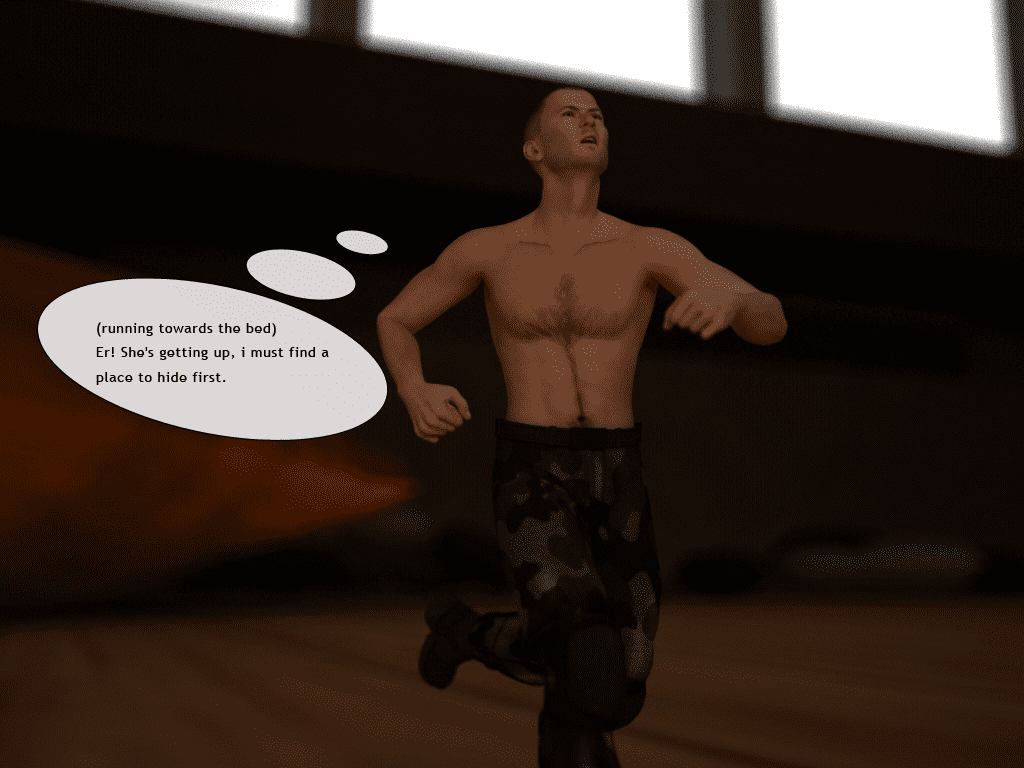 (running towards the bed)
Er! She's getting up, i must find a
place to hide first.